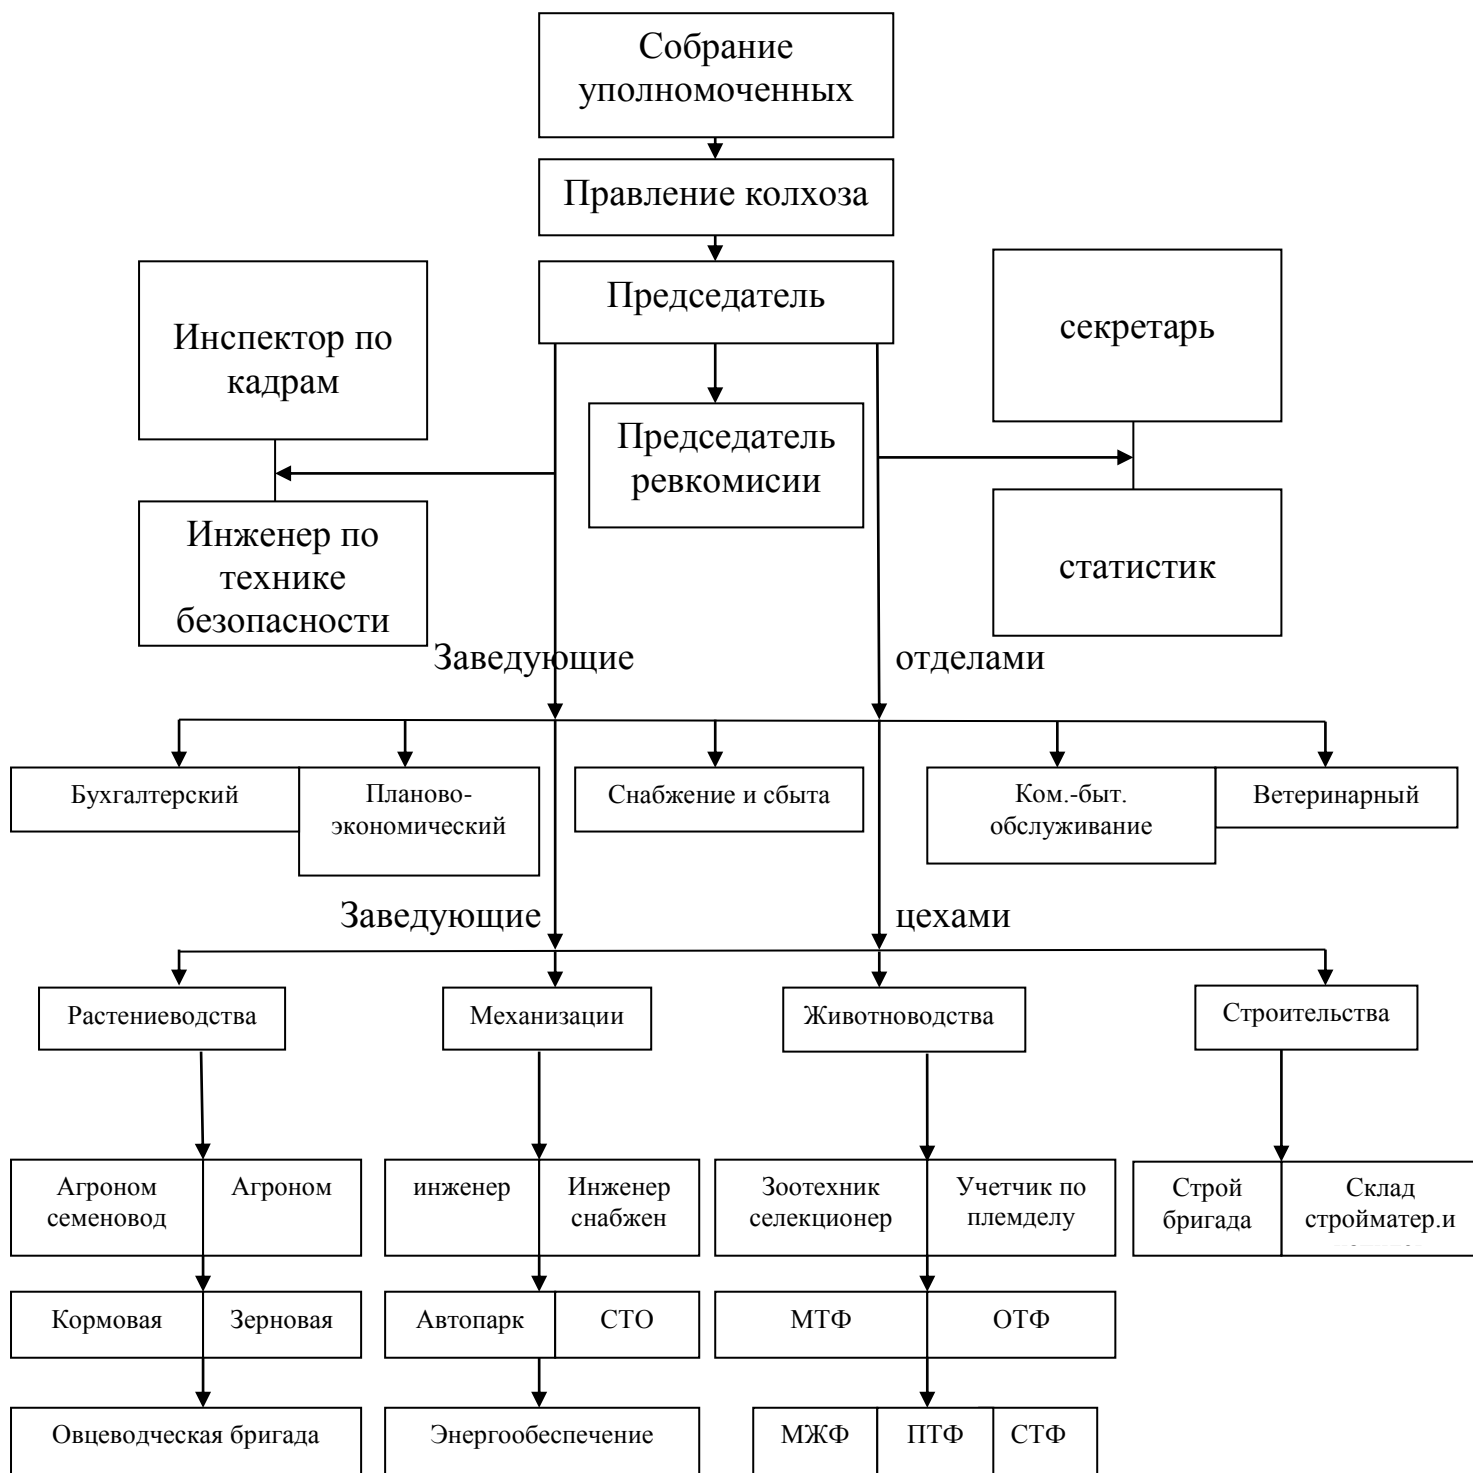 Собрание
уполномоченных
Правление колхоза
Председатель
Инспектор по
кадрам
секретарь
Председатель
ревкомисии
Инженер по
технике
безопасности
статистик
Заведующие отделами
Бухгалтерский
Планово-
экономический
Снабжение и сбыта
Ком.-быт.
обслуживание
Ветеринарный
Заведующие цехами
Растениеводства
Механизации
Животноводства
Строительства
Агроном
семеновод
Агроном
инженер
Инженер
снабжен
Зоотехник
селекционер
Учетчик по
племделу
Строй
бригада
Склад
стройматер.и
Кормовая
Зерновая
Автопарк
СТО
МТФ
ОТФ
Овцеводческая бригада
Энергообеспечение
МЖФ
ПТФ
СТФ